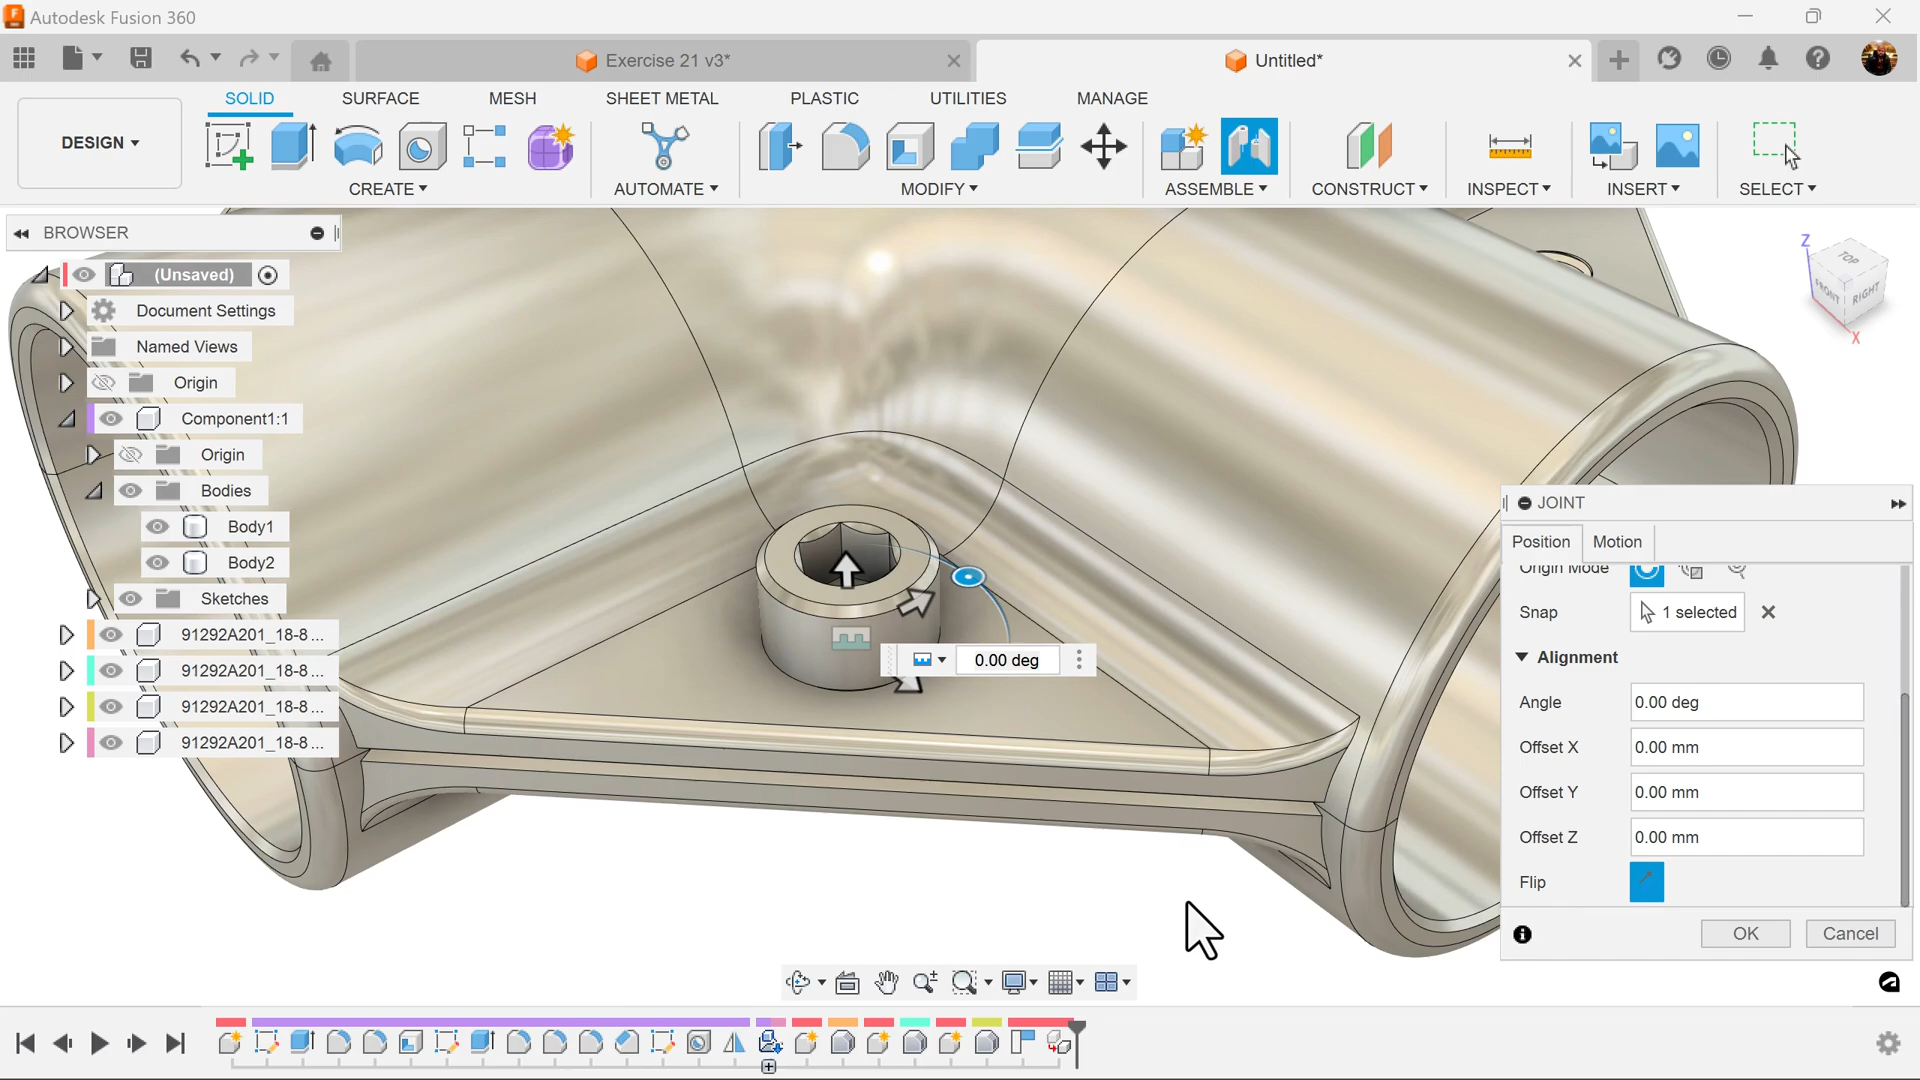 Autodesk Fusion 360
Exercise 21 v3*
Untitled*
DESIGN
SOLID
SURFACE
MESH
SHEET METAL
PLASTIC
UTILITIES
MANAGE
CREATE
AUTOMATE
MODIFY
ASSEMBLE
CONSTRUCT
INSPECT
INSERT
SELECT
BROWSER
(Unsaved)
Document Settings
Named Views
Origin
Component1:1
Origin
Bodies
Body1
Body2
Sketches
91292A201_18-8 ...
91292A201_18-8 ...
91292A201_18-8 ...
91292A201_18-8 ...
Z
TOP
FRONT
RIGHT
X
0.00 deg
JOINT
Position
Motion
Origin Mode
Snap
1 selected
Alignment
Angle
0.00 deg
Offset X
0.00 mm
Offset Y
0.00 mm
Offset Z
0.00 mm
Flip
OK
Cancel